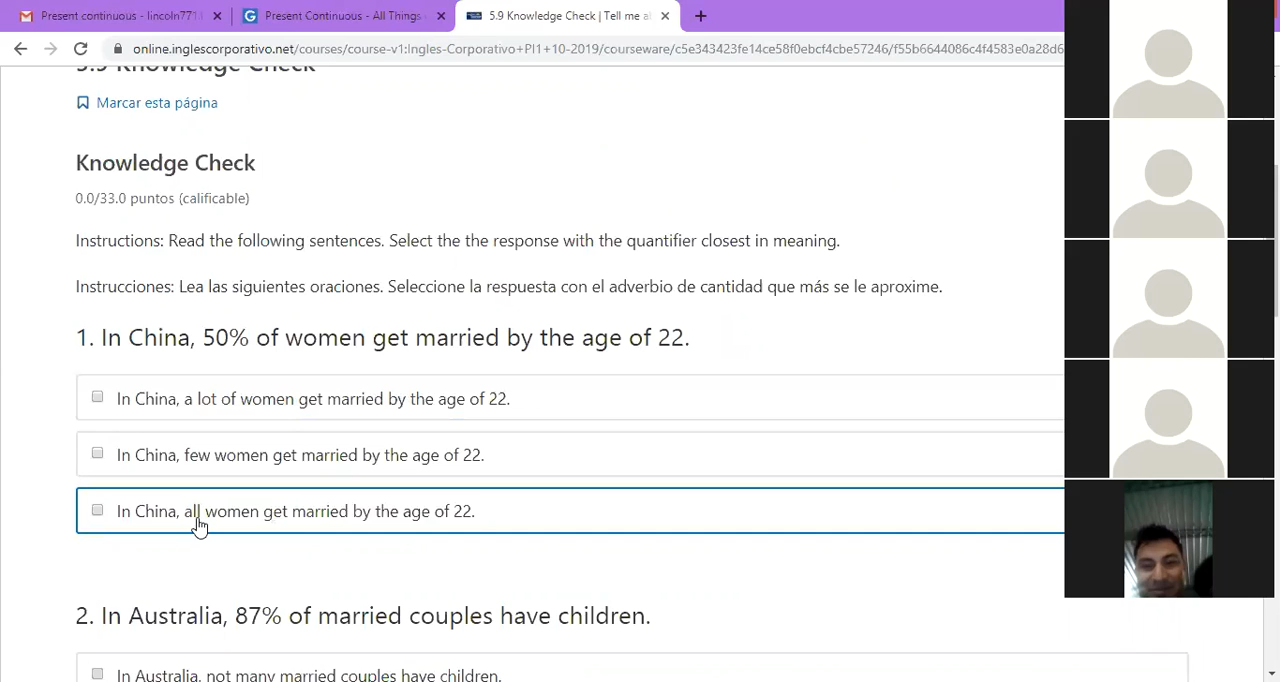 Present continuous - lincoln7711
Present Continuous - All Things
5.9 Knowledge Check | Tell me a
online.inglescorporativo.net/courses/course-v1:Ingles-Corporativo+PI1+10-2019/courseware/c5e343423fe14ce58f0ebcf4cbe57246/f55b6644086c4f4583e0a28d6
5.9 Knowledge Check
Marcar esta página
Knowledge Check
0.0/33.0 puntos (calificable)
Instructions: Read the following sentences. Select the the response with the quantifier closest in meaning.
Instrucciones: Lea las siguientes oraciones. Seleccione la respuesta con el adverbio de cantidad que más se le aproxime.
1. In China, 50% of women get married by the age of 22.
In China, a lot of women get married by the age of 22.
In China, few women get married by the age of 22.
In China, all women get married by the age of 22.
2. In Australia, 87% of married couples have children.
In Australia, not many married couples have children.